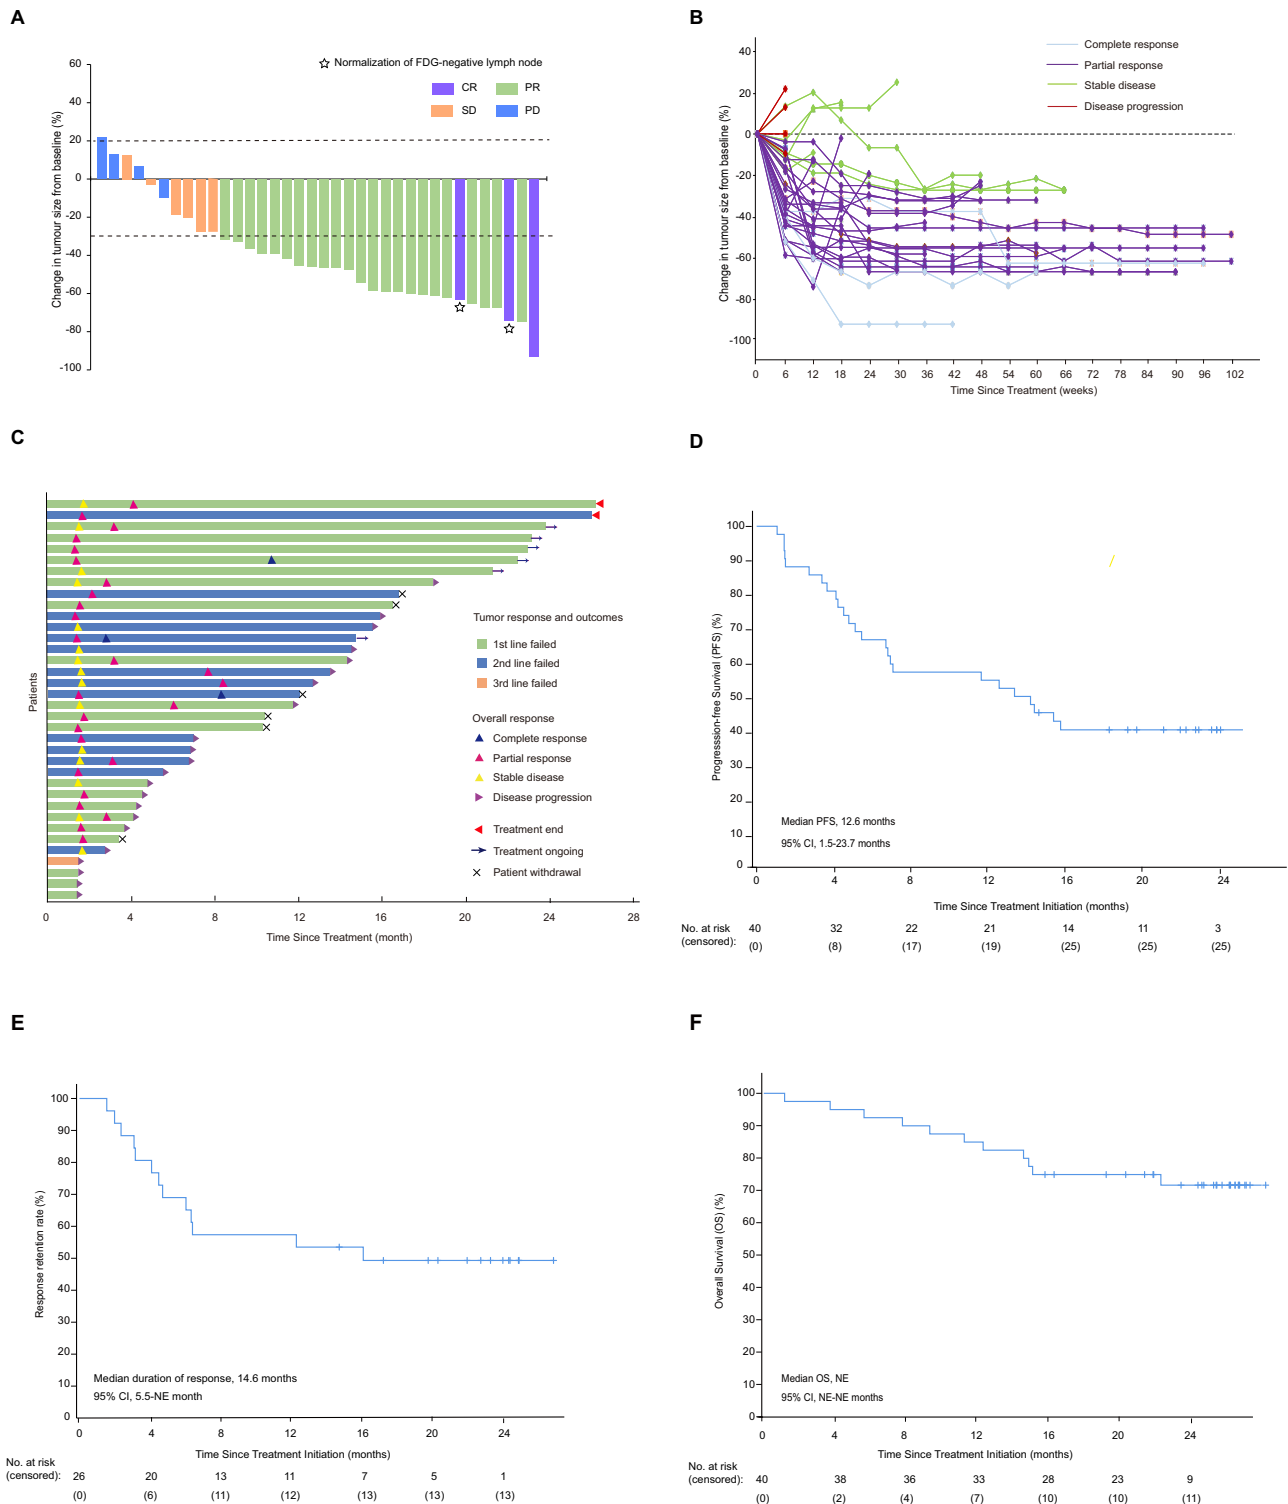 A
☆ Normalization of FDG-negative lymph node
CR
PR
SD
PD
Change in tumour size from baseline (%)
60
40
20
0
-20
-40
-60
-80
-100
B
Complete response
Partial response
Stable disease
Disease progression
Change in tumour size from baseline (%)
40
20
0
-20
-40
-60
-80
-100
0 6 12 18 24 30 36 42 48 54 60 66 72 78 84 90 96 102
Time Since Treatment (weeks)
C
Patients
Tumor response and outcomes
1st line failed
2nd line failed
3rd line failed
Overall response
Complete response
Partial response
Stable disease
Disease progression
Treatment end
Treatment ongoing
Patient withdrawal
0 4 8 12 16 20 24 28
Time Since Treatment (month)
D
Progresssion-free Survival (PFS) (%)
100
90
80
70
60
50
40
30
20
10
0
Median PFS, 12.6 months
95% CI, 1.5-23.7 months
0 4 8 12 16 20 24
Time Since Treatment Initiation (months)
No. at risk
(censored):
40 32 22 21 14 11 3
(0) (8) (17) (19) (25) (25) (25)
E
Response retention rate (%)
100
90
80
70
60
50
40
30
20
10
0
Median duration of response, 14.6 months
95% CI, 5.5-NE month
0 4 8 12 16 20 24
Time Since Treatment Initiation (months)
No. at risk
(censored):
26 20 13 11 7 5 1
(0) (6) (11) (12) (13) (13) (13)
F
Overall Survival (OS) (%)
100
90
80
70
60
50
40
30
20
10
0
Median OS, NE
95% CI, NE-NE months
0 4 8 12 16 20 24
Time Since Treatment Initiation (months)
No. at risk
(censored):
40 38 36 33 28 23 9
(0) (2) (4) (7) (10) (10) (11)